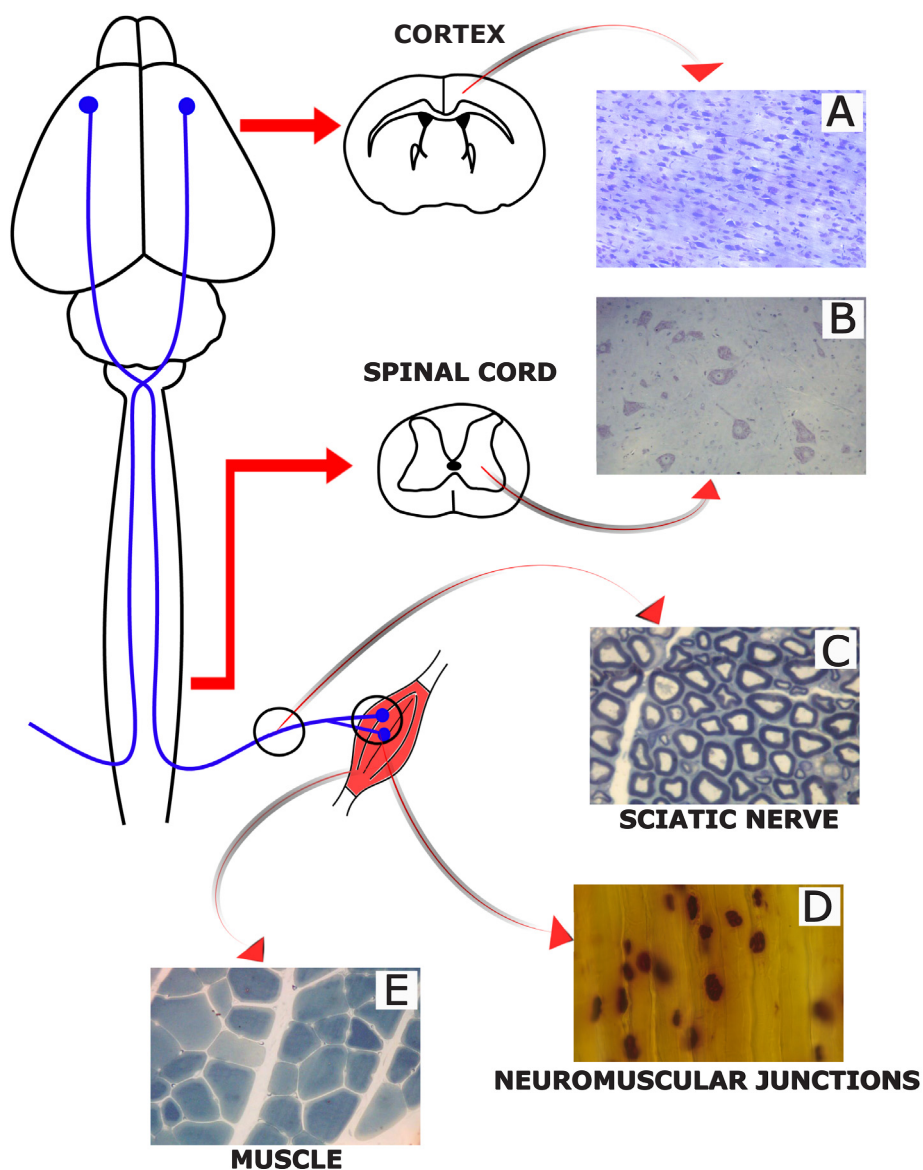 CORTEX
A
B
SPINAL CORD
C
SCIATIC NERVE
D
NEUROMUSCULAR JUNCTIONS
E
MUSCLE